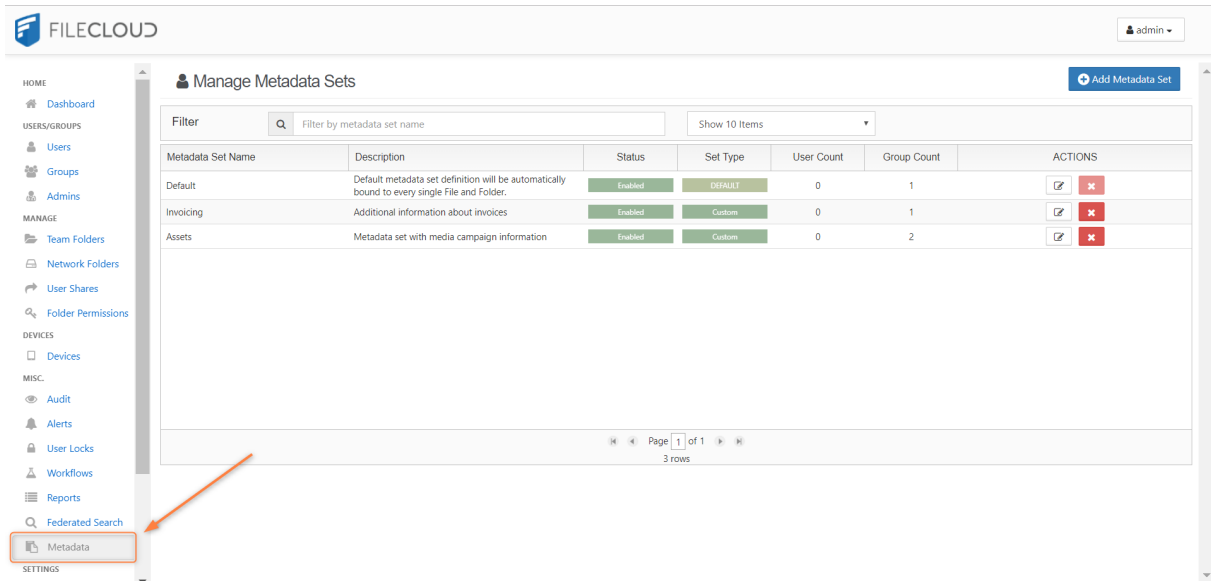 FILECLOUD
admin
HOME
Dashboard
USERS/GROUPS
Users
Groups
Admins
MANAGE
Team Folders
Network Folders
User Shares
Folder Permissions
DEVICES
Devices
MISC.
Audit
Alerts
User Locks
Workflows
Reports
Federated Search
Metadata
SETTINGS
Manage Metadata Sets
Add Metadata Set
Filter
Filter by metadata set name
Show 10 Items
Metadata Set Name Description Status Set Type User Count Group Count ACTIONS
Default Default metadata set definition will be automatically bound to every single File and Folder. Enabled DEFAULT 0 1
Invoicing Additional information about invoices Enabled Custom 0 1
Assets Metadata set with media campaign information Enabled Custom 0 2
Page 1 of 1
3 rows